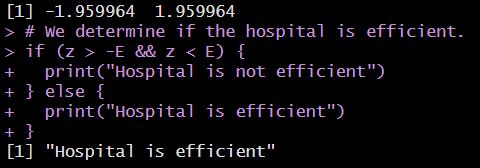 [1] -1.959964  1.959964
> # We determine if the hospital is efficient.
> if (z > -E && z < E) {
+   print("Hospital is not efficient")
+ } else {
+   print("Hospital is efficient")
+ }
[1] "Hospital is efficient"